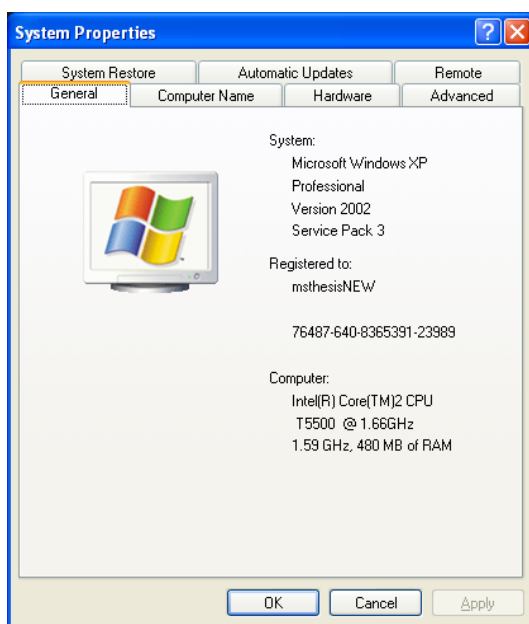 System Properties
System Restore Automatic Updates Remote
General Computer Name Hardware Advanced
System:
Microsoft Windows XP
Professional
Version 2002
Service Pack 3
Registered to:
msthesisNEW
76487-640-8365391-23989
Computer:
Intel(R) Core(TM)2 CPU
T5500 @ 1.66GHz
1.59 GHz, 480 MB of RAM
OK Cancel Apply